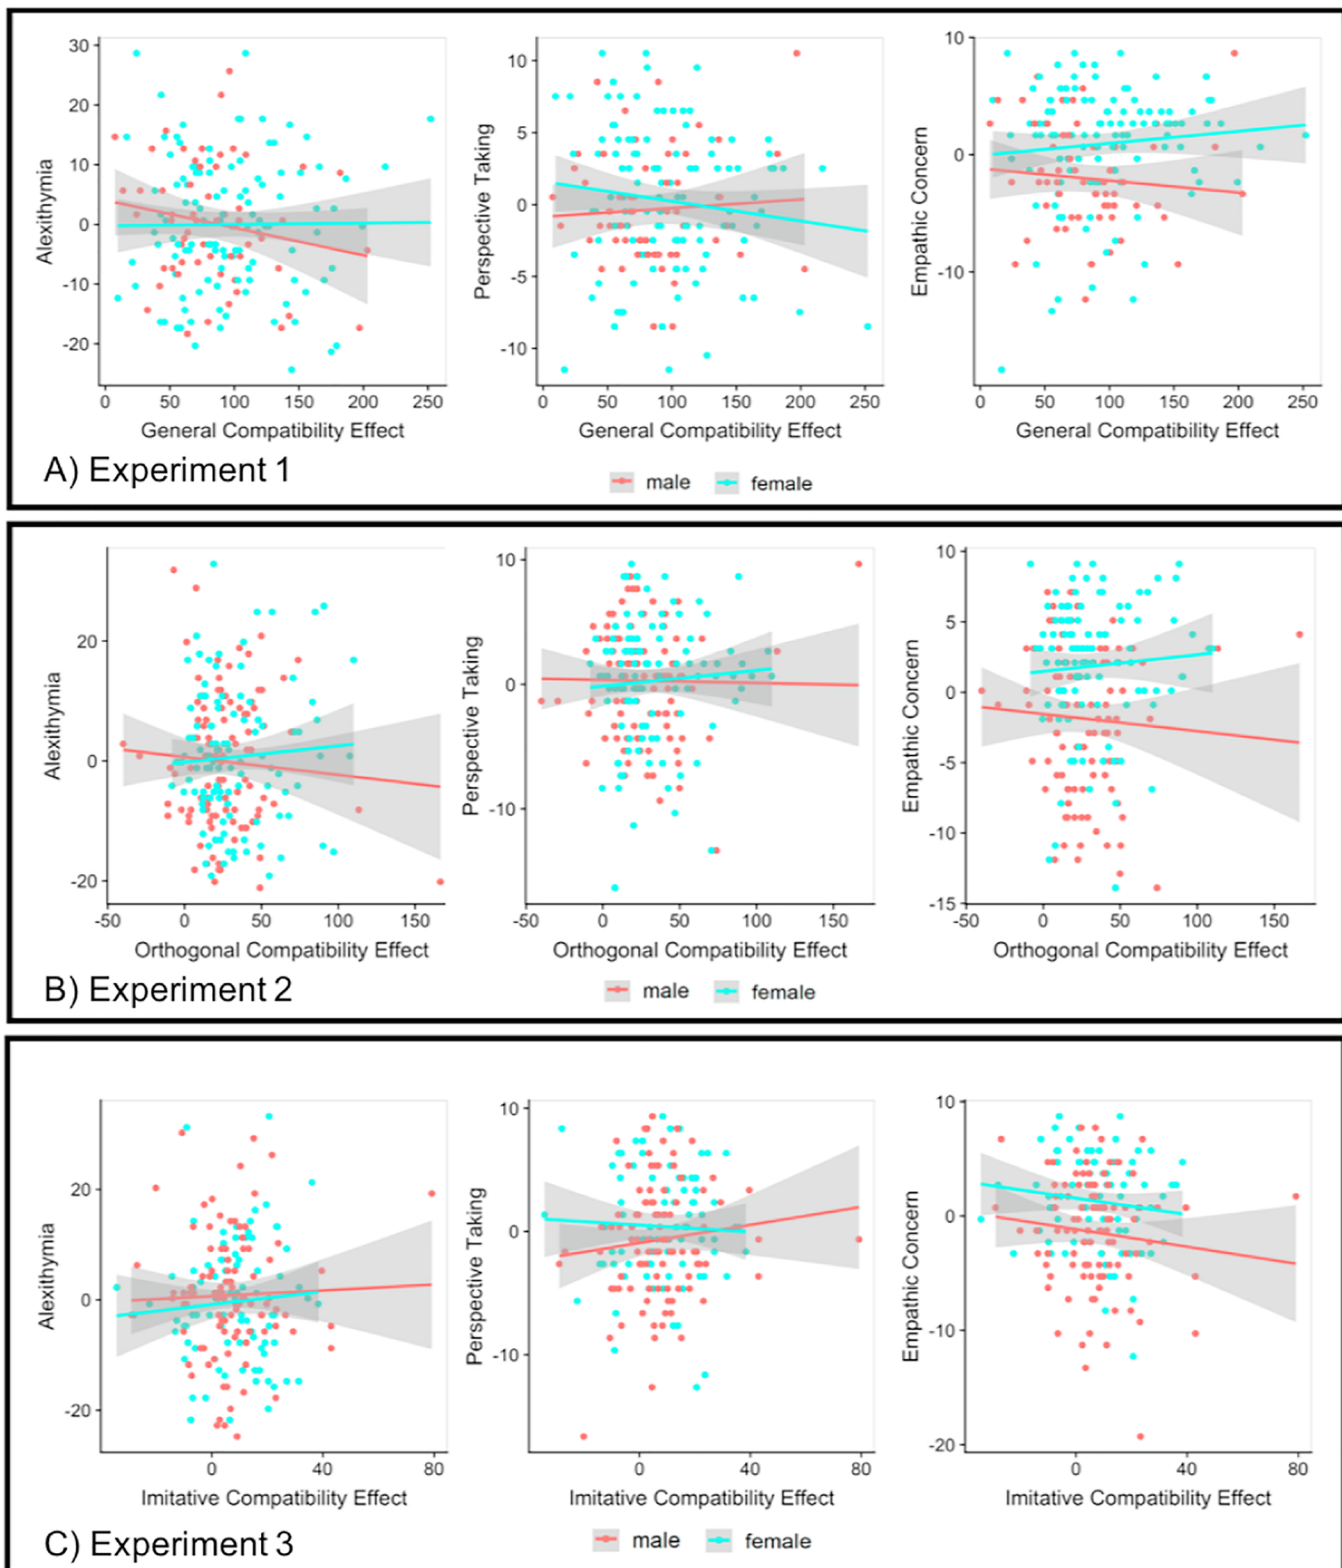 Alexithymia
30
20
10
0
-10
-20
0 50 100 150 200 250
General Compatibility Effect
Perspective Taking
10
5
0
-5
-10
0 50 100 150 200 250
General Compatibility Effect
Empathic Concern
10
0
-10
0 50 100 150 200 250
General Compatibility Effect
A) Experiment 1
male female
Alexithymia
20
0
-20
-50 0 50 100 150
Orthogonal Compatibility Effect
Perspective Taking
10
0
-10
-50 0 50 100 150
Orthogonal Compatibility Effect
Empathic Concern
10
5
0
-5
-10
-15
-50 0 50 100 150
Orthogonal Compatibility Effect
B) Experiment 2
male female
Alexithymia
20
0
-20
0 40 80
Imitative Compatibility Effect
Perspective Taking
10
0
-10
0 40 80
Imitative Compatibility Effect
Empathic Concern
10
0
-10
-20
0 40 80
Imitative Compatibility Effect
C) Experiment 3
male female